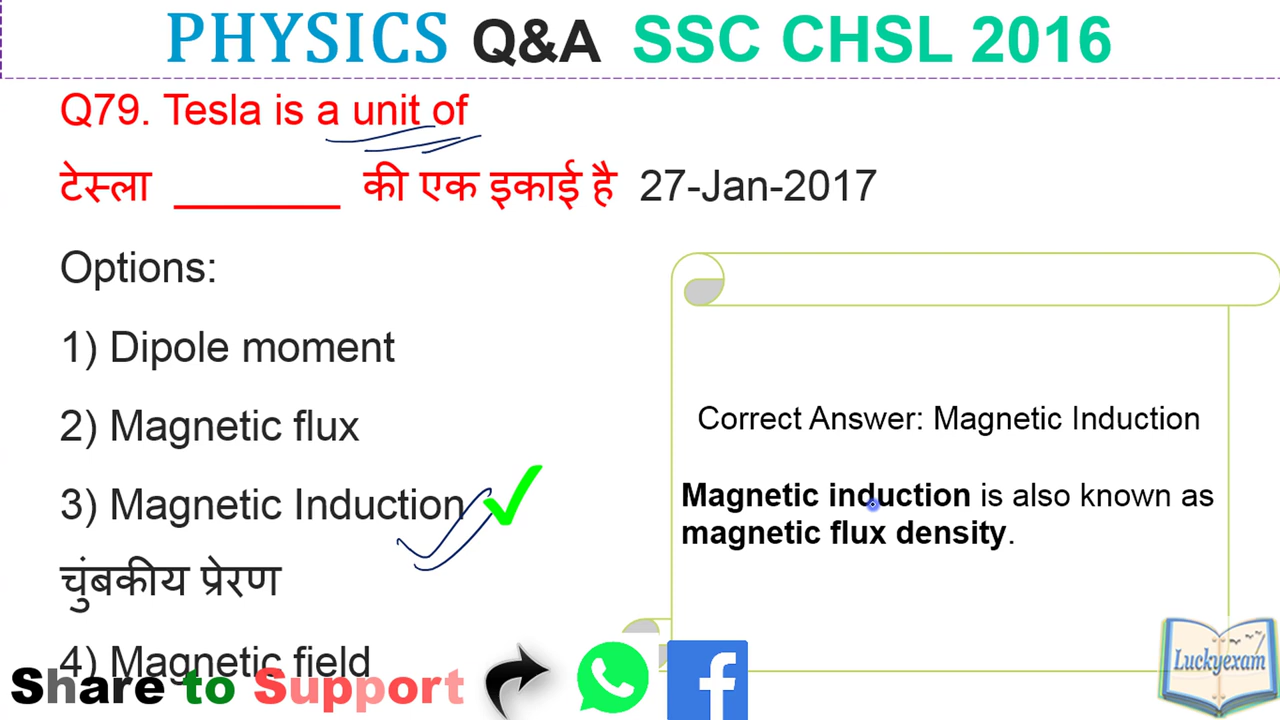 PHYSICS Q&A SSC CHSL 2016
Q79. Tesla is a unit of
टेस्ला _______ की एक इकाई है 27-Jan-2017
Options:
1) Dipole moment
2) Magnetic flux
3) Magnetic Induction
चुंबकीय प्रेरण
4) Magnetic field
Correct Answer: Magnetic Induction
Magnetic induction is also known as
magnetic flux density.
Share to Support
Luckyexam